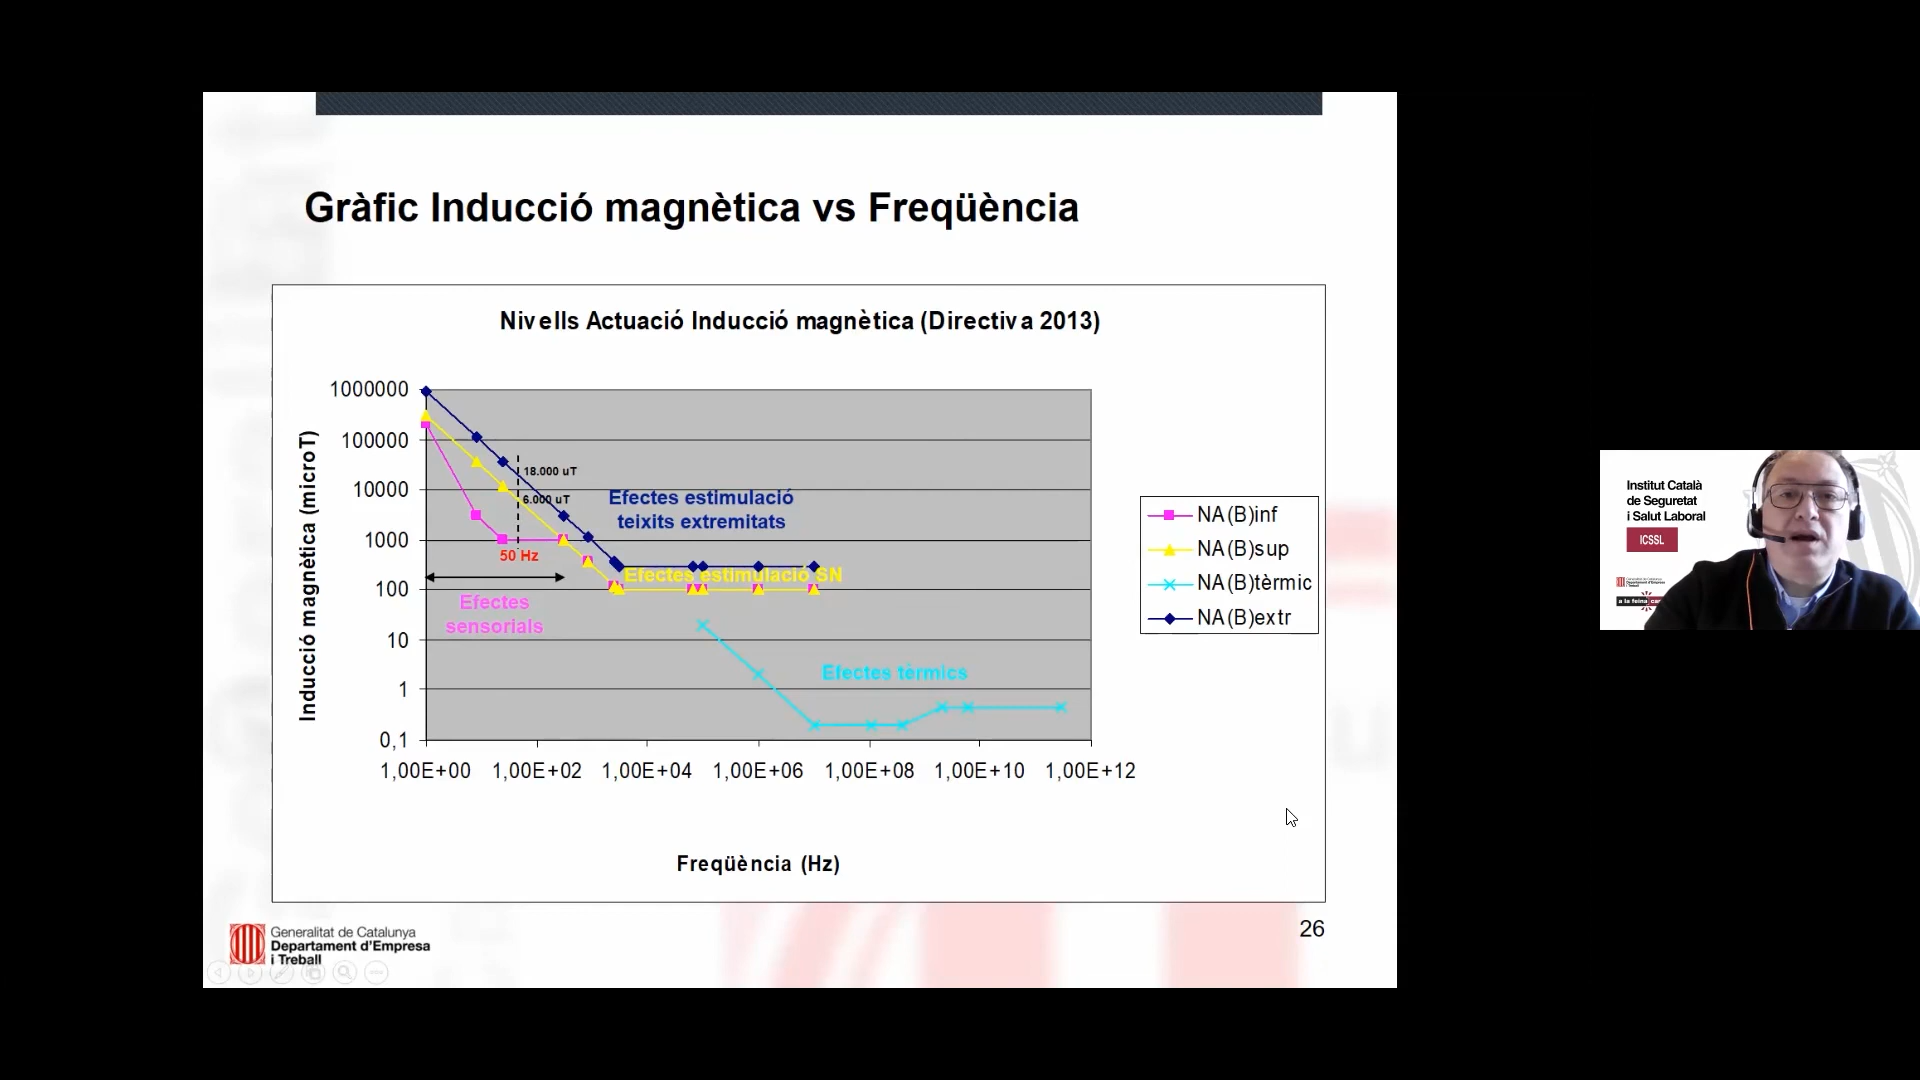 Gràfic Inducció magnètica vs Freqüència
Nivells Actuació Inducció magnètica (Directiva 2013)
Inducció magnètica (microT)
1000000
100000
10000
1000
100
10
1
0,1
18.000 uT
6.000 uT
50 Hz
Efectes estimulació
teixits extremitats
Efectes estimulació SN
Efectes
sensorials
Efectes tèrmics
1,00E+00 1,00E+02 1,00E+04 1,00E+06 1,00E+08 1,00E+10 1,00E+12
Freqüència (Hz)
NA(B)inf
NA(B)sup
NA(B)tèrmic
NA(B)extr
Generalitat de Catalunya
Departament d'Empresa
i Treball
26
Institut Català
de Seguretat
i Salut Laboral
ICSSL